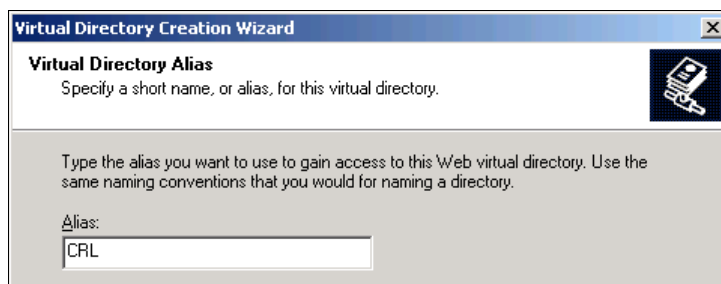 Virtual Directory Creation Wizard
Virtual Directory Alias
Specify a short name, or alias, for this virtual directory.
Type the alias you want to use to gain access to this Web virtual directory. Use the
same naming conventions that you would for naming a directory.
Alias:
CRL